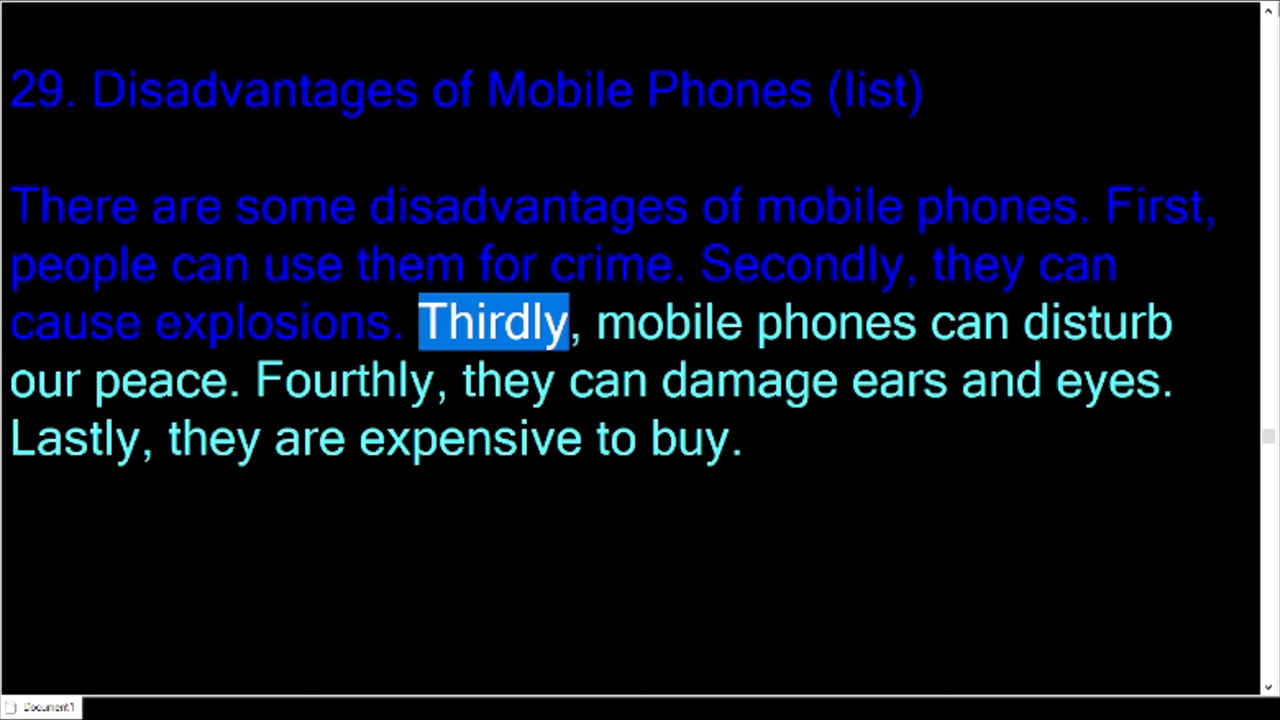 29. Disadvantages of Mobile Phones (list)
There are some disadvantages of mobile phones. First,
people can use them for crime. Secondly, they can
cause explosions. Thirdly, mobile phones can disturb
our peace. Fourthly, they can damage ears and eyes.
Lastly, they are expensive to buy.
Document1